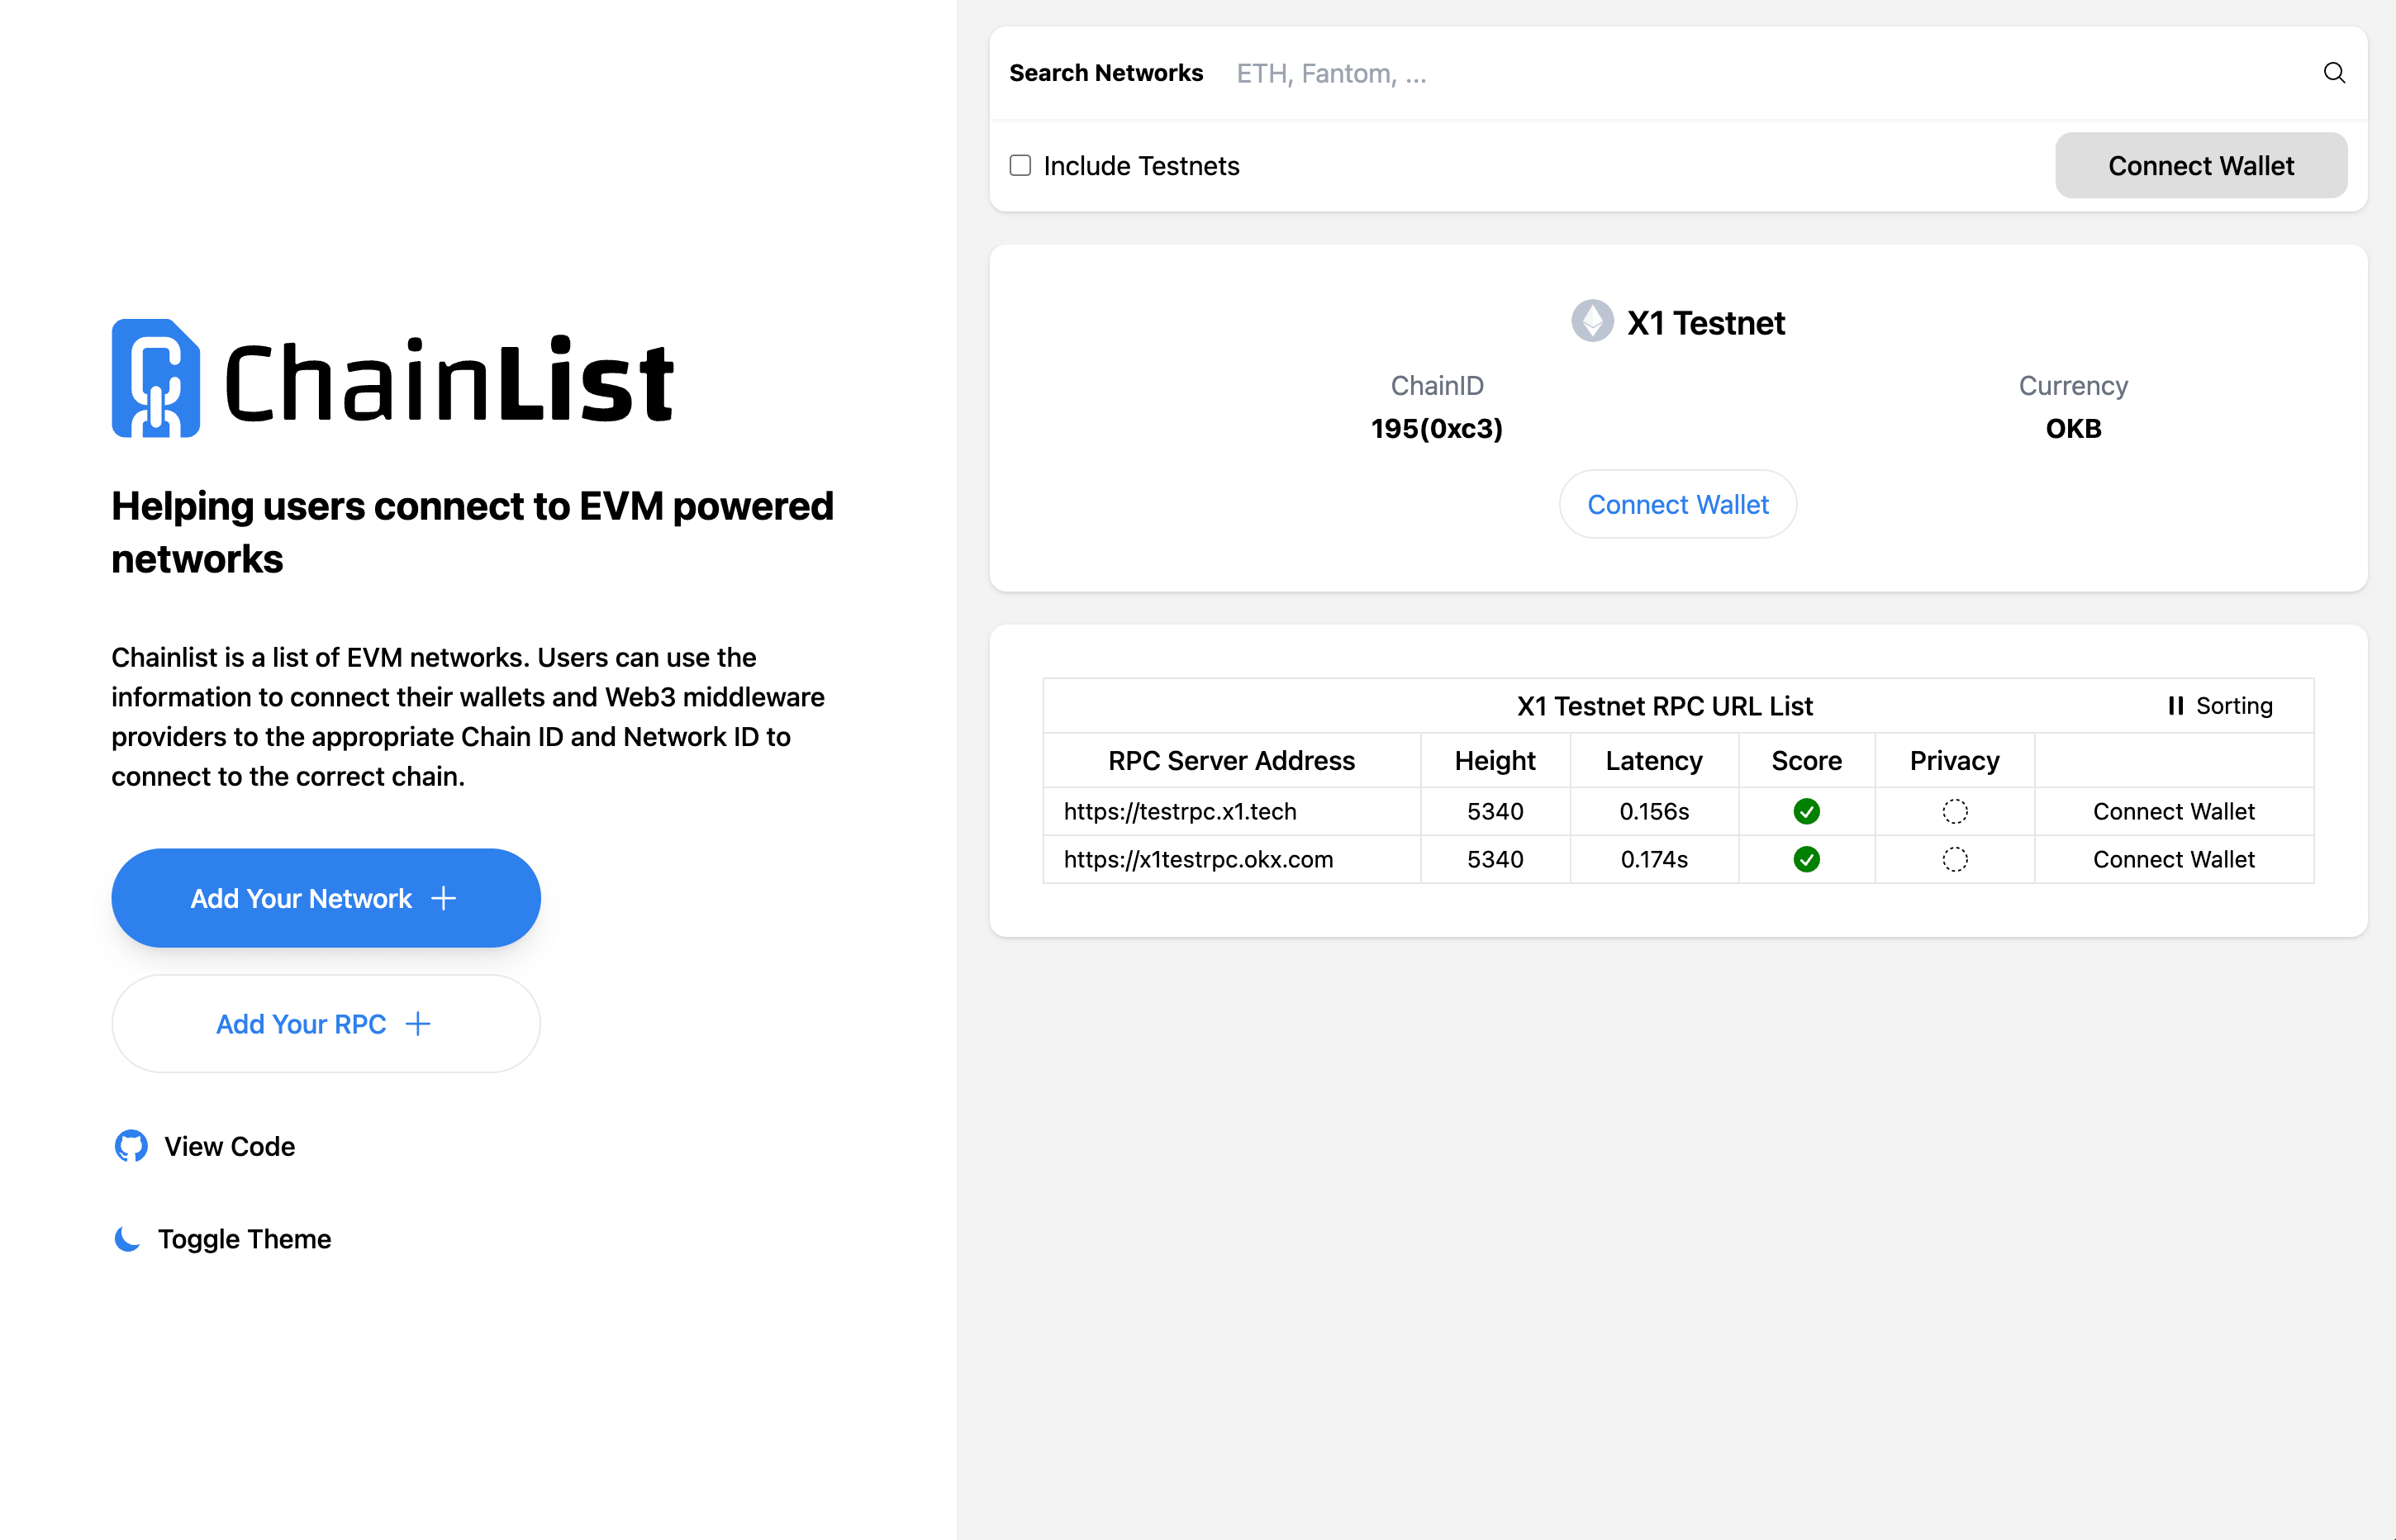 ChainList
Helping users connect to EVM powered
networks
Chainlist is a list of EVM networks. Users can use the
information to connect their wallets and Web3 middleware
providers to the appropriate Chain ID and Network ID to
connect to the correct chain.
Add Your Network
Add Your RPC
View Code
Toggle Theme
Search Networks ETH, Fantom, ...
Include Testnets Connect Wallet
X1 Testnet
ChainID Currency
195(0xc3) OKB
Connect Wallet
X1 Testnet RPC URL List Sorting
RPC Server Address Height Latency Score Privacy
https://testrpc.x1.tech 5340 0.156s Connect Wallet
https://x1testrpc.okx.com 5340 0.174s Connect Wallet